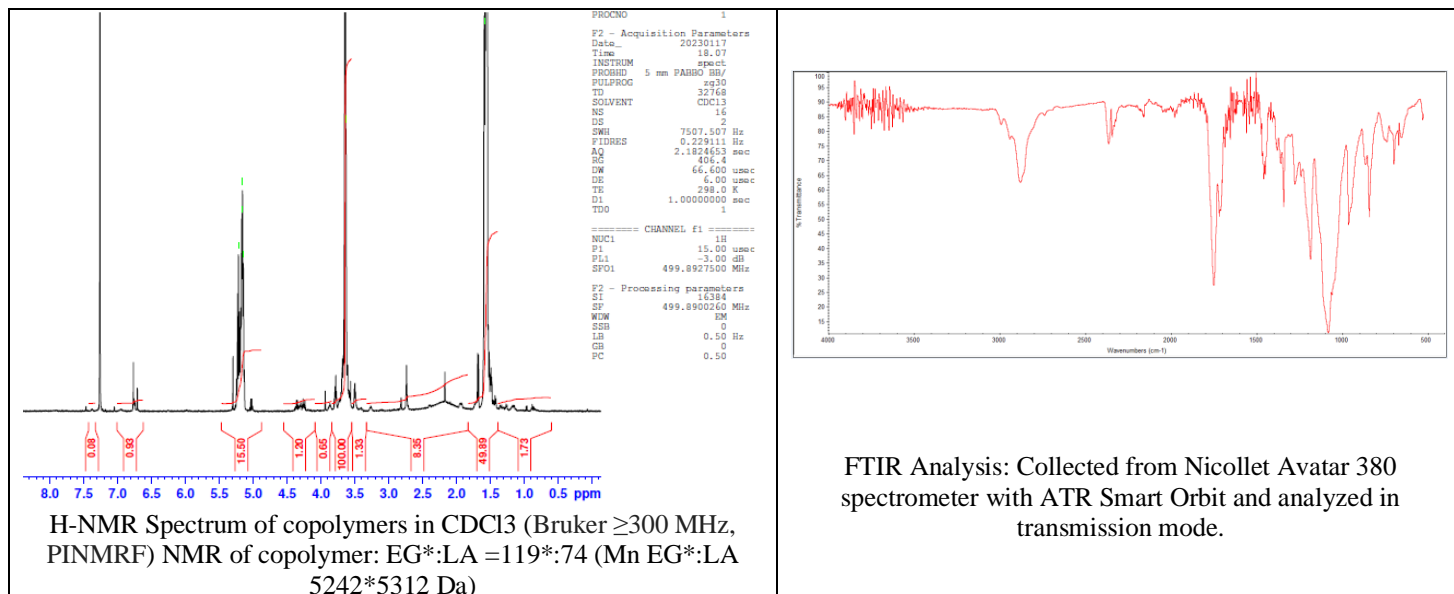 PROCNO 1
F2 - Acquisition Parameters
Date_ 20230117
Time 18.07
INSTRUM spect
PROBHD 5 mm PABBO BB/
PULPROG zg30
TD 32768
SOLVENT CDCl3
NS 16
DS 2
SWH 7507.507 Hz
FIDRES 0.229111 Hz
AQ 2.1824653 sec
RG 406.4
DW 66.600 usec
DE 6.00 usec
TE 298.0 K
D1 1.00000000 sec
TD0 1
======== CHANNEL f1 ========
NUC1 1H
P1 15.00 usec
PL1 -3.00 dB
SFO1 499.8927500 MHz
F2 - Processing parameters
SI 16384
SF 499.8900260 MHz
WDW EM
SSB 0
LB 0.50 Hz
GB 0
PC 0.50
0.08 0.93 15.50 1.20 0.65 100.00 1.33 8.35 49.89 1.73
8.0 7.5 7.0 6.5 6.0 5.5 5.0 4.5 4.0 3.5 3.0 2.5 2.0 1.5 1.0 0.5 ppm
H-NMR Spectrum of copolymers in CDCl3 (Bruker ≥300 MHz,
PINMRF) NMR of copolymer: EG*:LA =119*:74 (Mn EG*:LA
5242*5312 Da)
100
95
90
85
80
75
70
65
60
55
50
45
40
35
30
25
20
15
% Transmittance
4000 3500 3000 2500 2000 1500 1000 500
Wavenumbers (cm-1)
FTIR Analysis: Collected from Nicollet Avatar 380
spectrometer with ATR Smart Orbit and analyzed in
transmission mode.